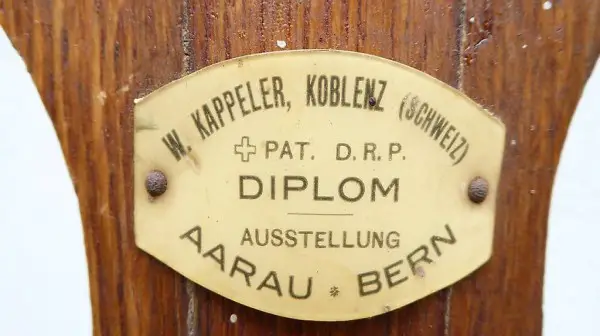 W. KAPPELER, KOBLENZ (SCHWEIZ)
PAT. D.R.P.
DIPLOM
AUSSTELLUNG
AARAU * BERN